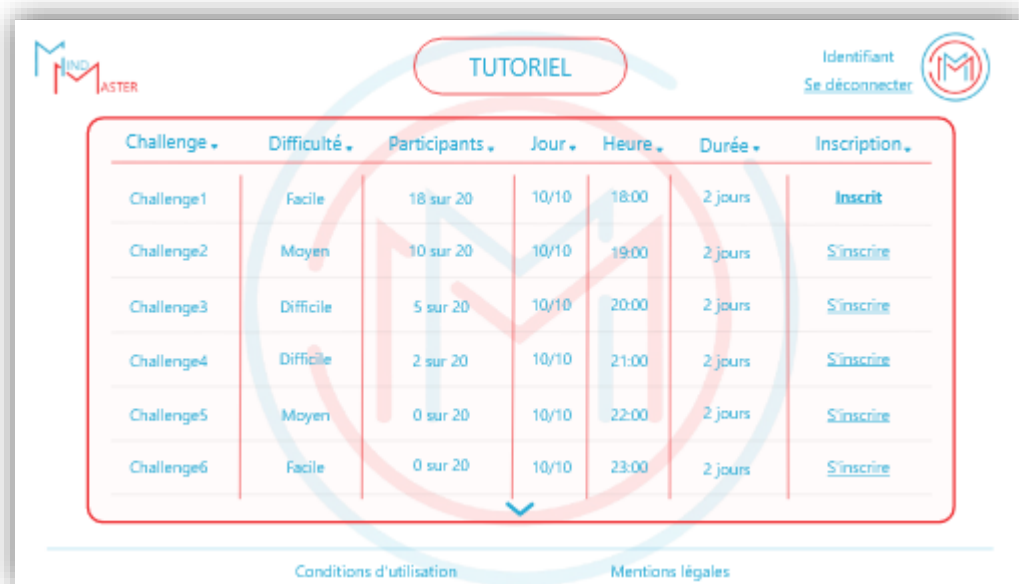 MIND
MASTER
TUTORIEL
Identifiant
Se déconnecter
Challenge Difficulté Participants Jour Heure Durée Inscription
Challenge1 Facile 18 sur 20 10/10 18:00 2 jours Inscrit
Challenge2 Moyen 10 sur 20 10/10 19:00 2 jours S'inscrire
Challenge3 Difficile 5 sur 20 10/10 20:00 2 jours S'inscrire
Challenge4 Difficile 2 sur 20 10/10 21:00 2 jours S'inscrire
Challenge5 Moyen 0 sur 20 10/10 22:00 2 jours S'inscrire
Challenge6 Facile 0 sur 20 10/10 23:00 2 jours S'inscrire
Conditions d'utilisation Mentions légales